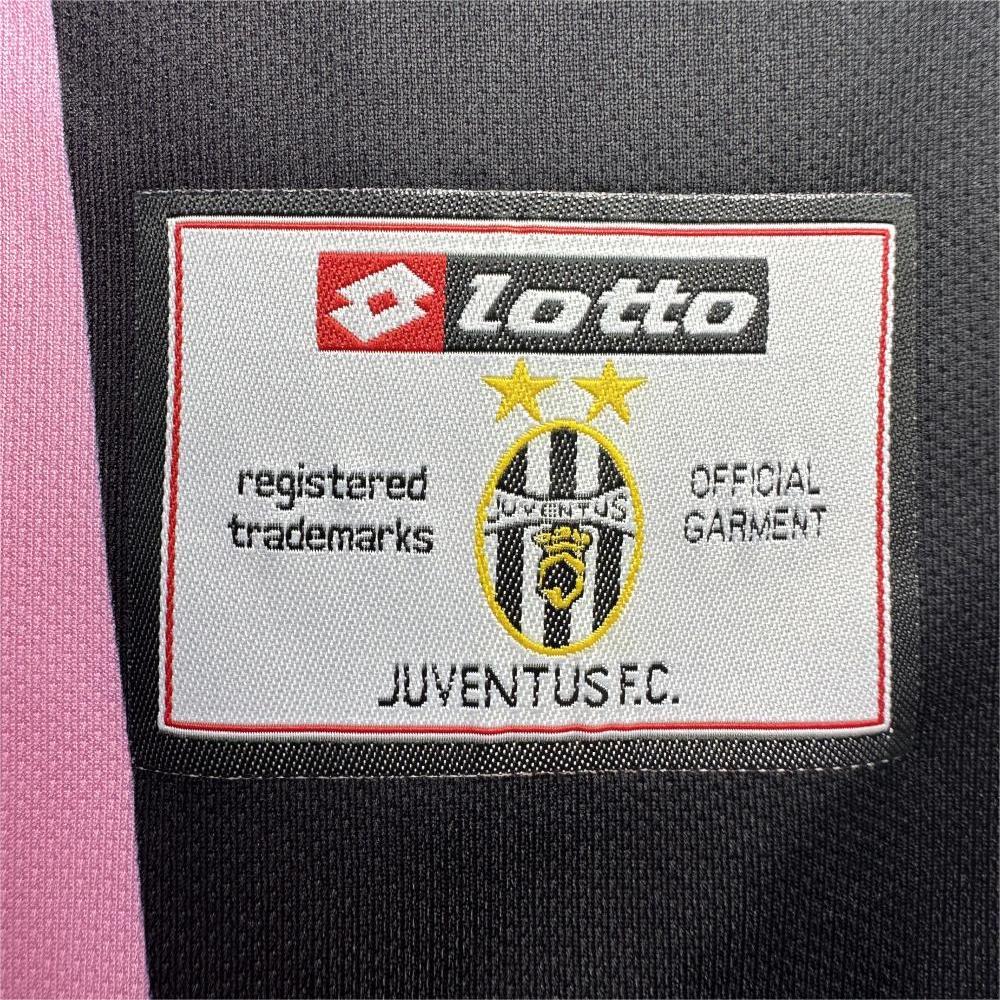 Lotto
registered
trademarks
JUVENTUS
OFFICIAL
GARMENT
JUVENTUS F.C.